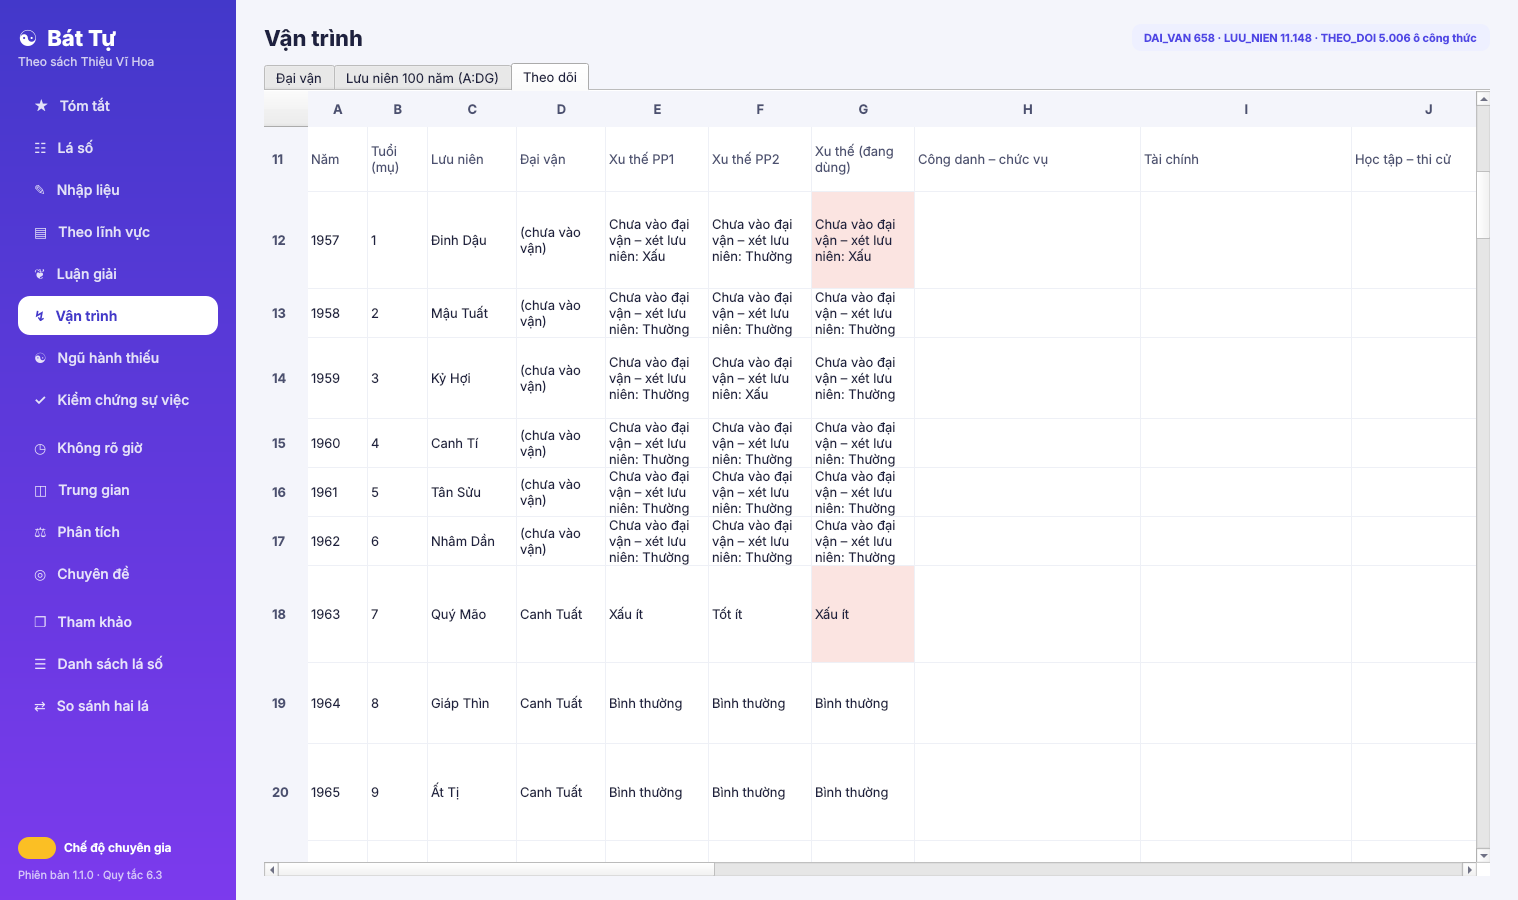 Bát Tự
Theo sách Thiệu Vĩ Hoa
Tóm tắt
Lá số
Nhập liệu
Theo lĩnh vực
Luận giải
Vận trình
Ngũ hành thiếu
Kiểm chứng sự việc
Không rõ giờ
Trung gian
Phân tích
Chuyên đề
Tham khảo
Danh sách lá số
So sánh hai lá
Chế độ chuyên gia
Phiên bản 1.1.0 · Quy tắc 6.3
Vận trình
DAI_VAN 658 · LUU_NIEN 11.148 · THEO_DOI 5.006 ô công thức
Đại vận Lưu niên 100 năm (A:DG) Theo dõi
A B C D E F G H I J
11 Năm Tuổi (mụ) Lưu niên Đại vận Xu thế PP1 Xu thế PP2 Xu thế (đang dùng) Công danh – chức vụ Tài chính Học tập – thi cử
12 1957 1 Đinh Dậu (chưa vào vận) Chưa vào đại vận – xét lưu niên: Xấu Chưa vào đại vận – xét lưu niên: Thường Chưa vào đại vận – xét lưu niên: Xấu
13 1958 2 Mậu Tuất (chưa vào vận) Chưa vào đại vận – xét lưu niên: Thường Chưa vào đại vận – xét lưu niên: Thường Chưa vào đại vận – xét lưu niên: Thường
14 1959 3 Kỷ Hợi (chưa vào vận) Chưa vào đại vận – xét lưu niên: Thường Chưa vào đại vận – xét lưu niên: Xấu Chưa vào đại vận – xét lưu niên: Thường
15 1960 4 Canh Tí (chưa vào vận) Chưa vào đại vận – xét lưu niên: Thường Chưa vào đại vận – xét lưu niên: Thường Chưa vào đại vận – xét lưu niên: Thường
16 1961 5 Tân Sửu (chưa vào vận) Chưa vào đại vận – xét lưu niên: Thường Chưa vào đại vận – xét lưu niên: Thường Chưa vào đại vận – xét lưu niên: Thường
17 1962 6 Nhâm Dần (chưa vào vận) Chưa vào đại vận – xét lưu niên: Thường Chưa vào đại vận – xét lưu niên: Thường Chưa vào đại vận – xét lưu niên: Thường
18 1963 7 Quý Mão Canh Tuất Xấu ít Tốt ít Xấu ít
19 1964 8 Giáp Thìn Canh Tuất Bình thường Bình thường Bình thường
20 1965 9 Ất Tị Canh Tuất Bình thường Bình thường Bình thường